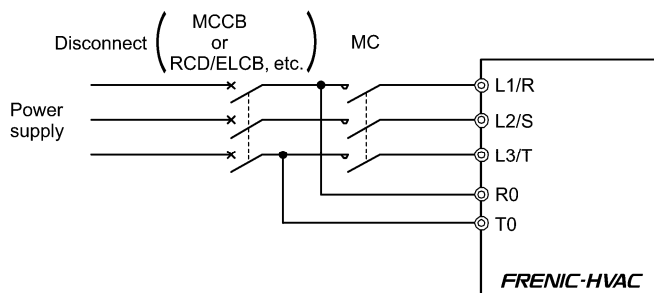 Disconnect
MCCB
or
RCD/ELCB, etc.
MC
Power
supply
L1/R
L2/S
L3/T
R0
T0
FRENIC-HVAC